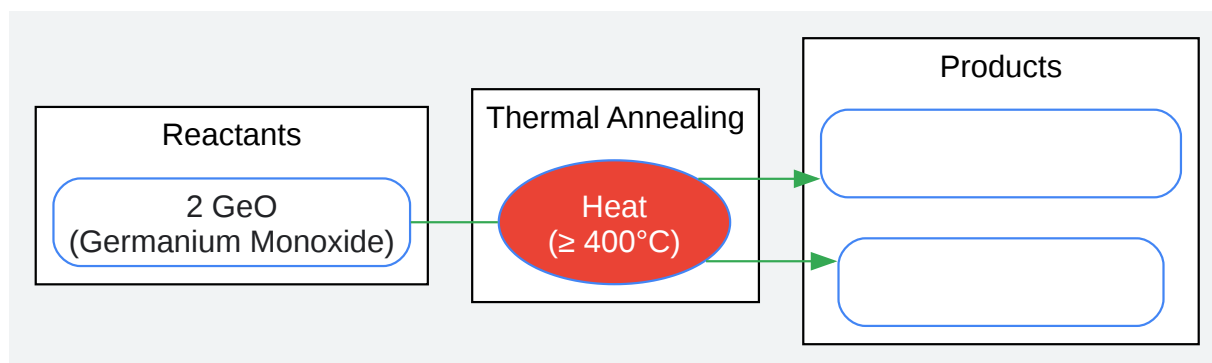 Reactants
2 GeO
(Germanium Monoxide)
Thermal Annealing
Heat
(≥ 400°C)
Products